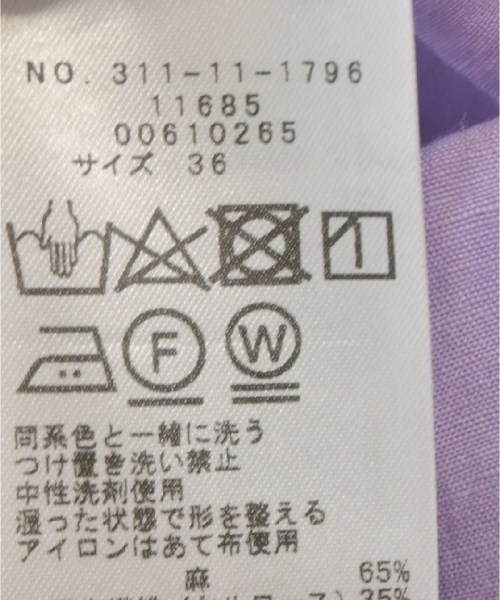 NO. 311-11-1796
11685
00610265
サイズ 36
F W
同系色と一緒に洗う
つけ置き洗い禁止
中性洗剤使用
湿った状態で形を整える
アイロンはあて布使用
麻 65%
35%